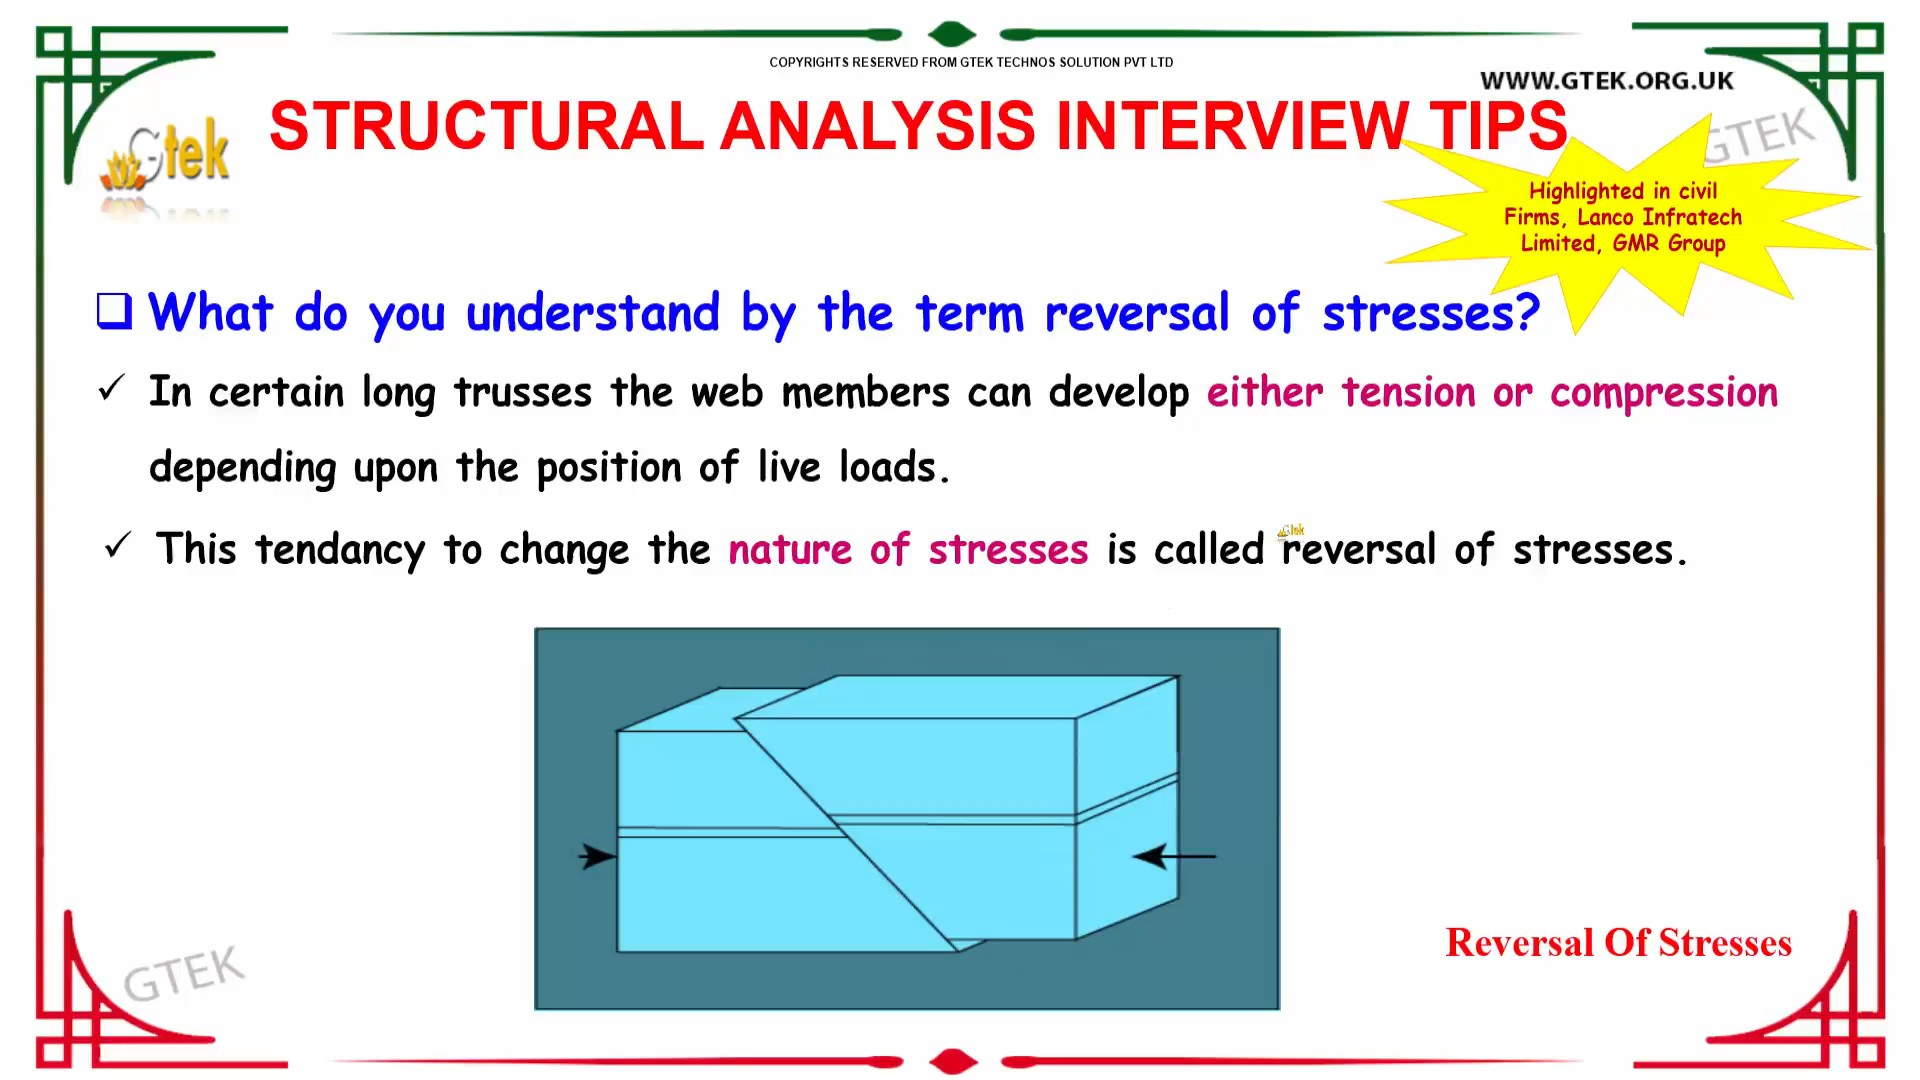 COPYRIGHTS RESERVED FROM GTEK TECHNOS SOLUTION PVT LTD
WWW.GTEK.ORG.UK
STRUCTURAL ANALYSIS INTERVIEW TIPS
Gtek
GTEK
Highlighted in civil
Firms, Lanco Infratech
Limited, GMR Group
What do you understand by the term reversal of stresses?
In certain long trusses the web members can develop either tension or compression
depending upon the position of live loads.
Gtek
This tendancy to change the nature of stresses is called reversal of stresses.
Reversal Of Stresses
GTEK